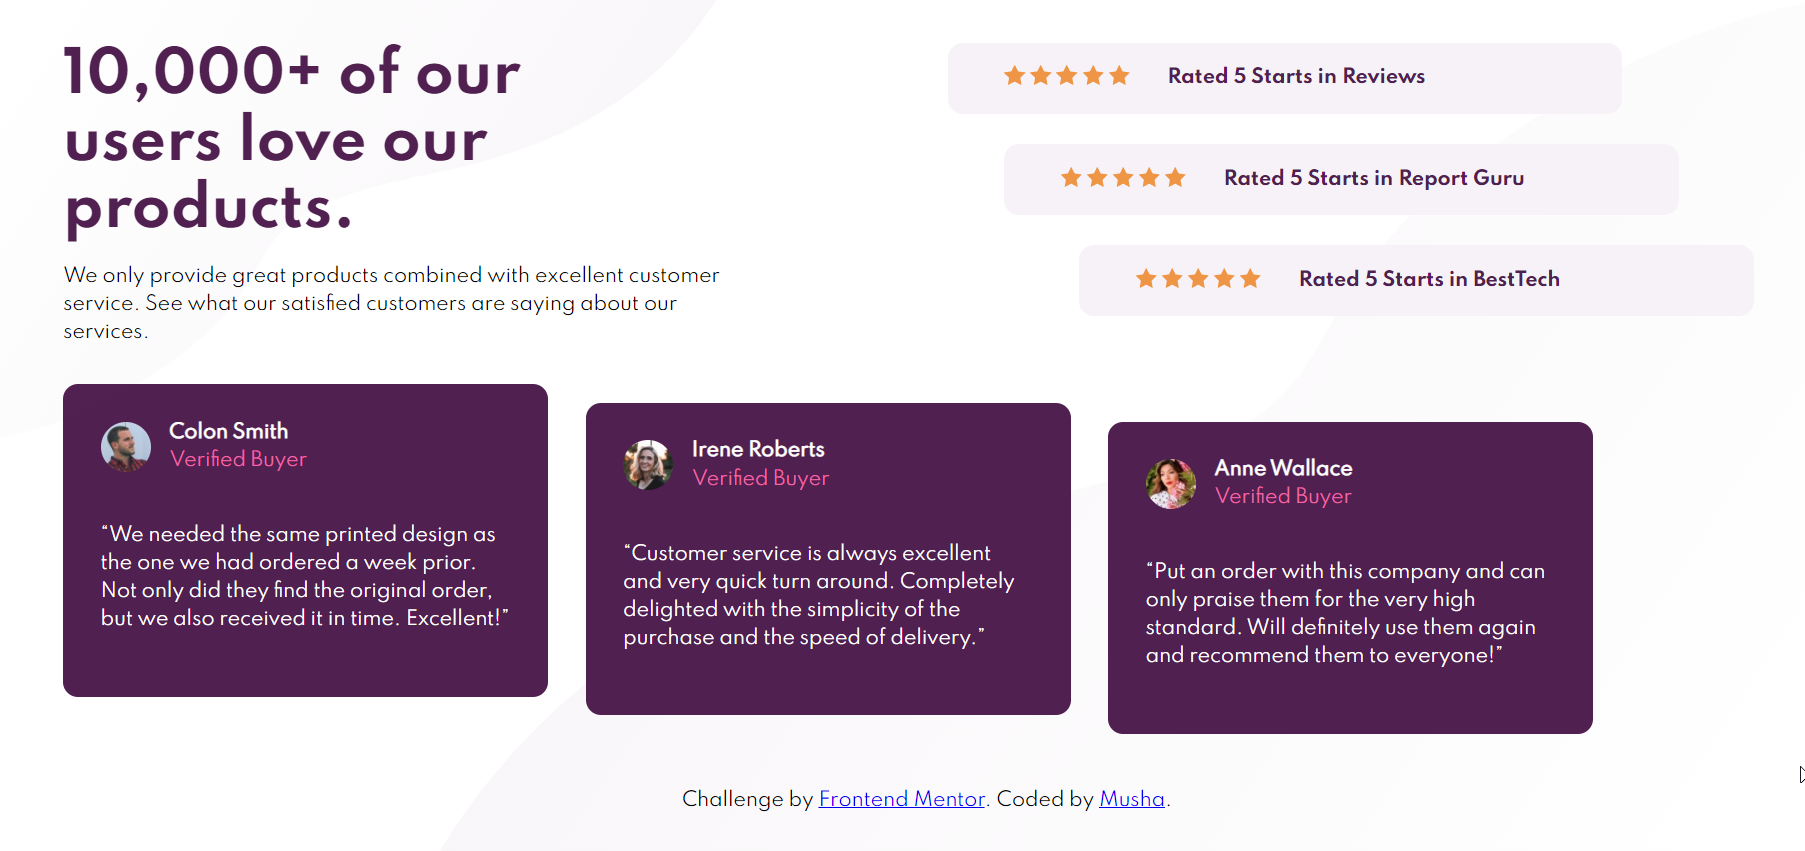 10,000+ of our
users love our
products.
We only provide great products combined with excellent customer
service. See what our satisfied customers are saying about our
services.
Rated 5 Starts in Reviews
Rated 5 Starts in Report Guru
Rated 5 Starts in BestTech
Colon Smith
Verified Buyer
“We needed the same printed design as
the one we had ordered a week prior.
Not only did they find the original order,
but we also received it in time. Excellent!”
Irene Roberts
Verified Buyer
“Customer service is always excellent
and very quick turn around. Completely
delighted with the simplicity of the
purchase and the speed of delivery.”
Anne Wallace
Verified Buyer
“Put an order with this company and can
only praise them for the very high
standard. Will definitely use them again
and recommend them to everyone!”
Challenge by Frontend Mentor. Coded by Musha.